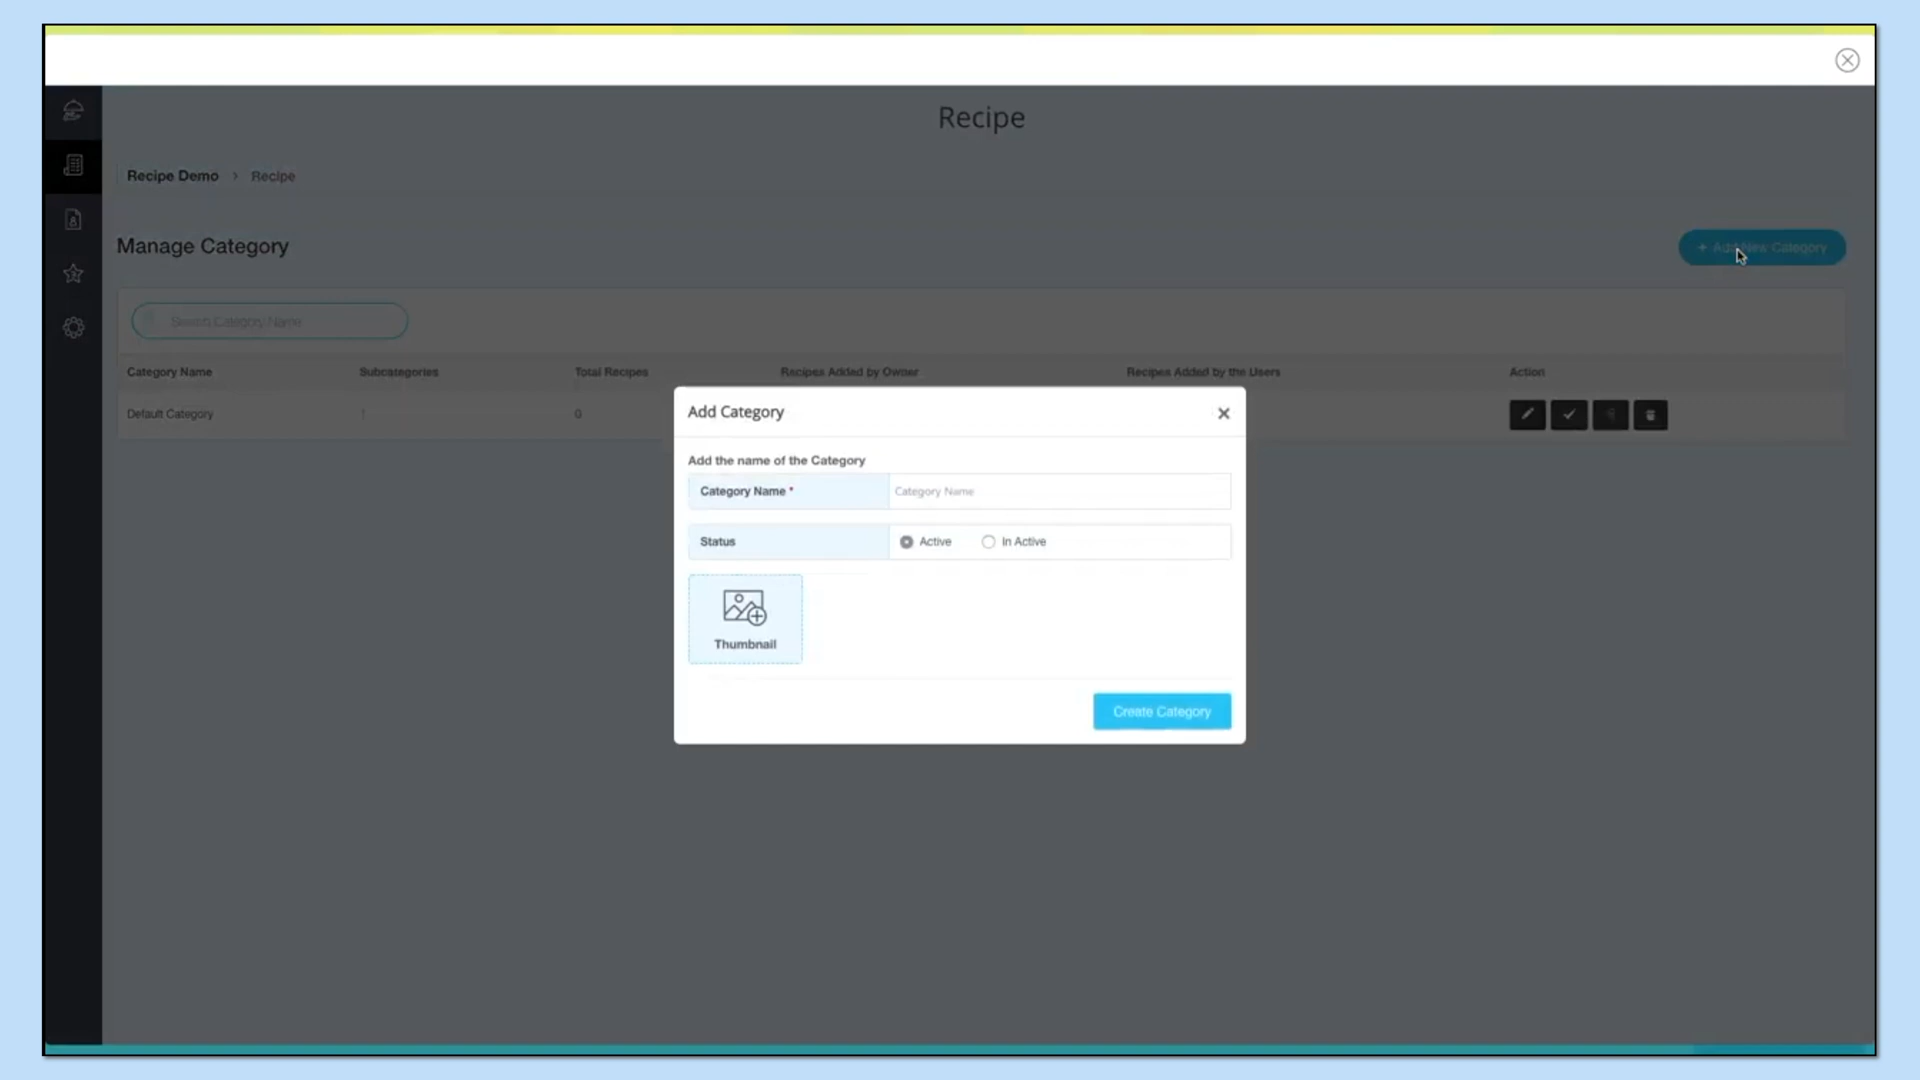 Recipe
Recipe Demo > Recipe
Manage Category
+ Add New Category
Search Category Name
Category Name Subcategories Total Recipes Recipes Added by Owner Recipes Added by the Users Action
Default Category 1 0
Add Category
Add the name of the Category
Category Name * Category Name
Status Active In Active
Thumbnail
Create Category